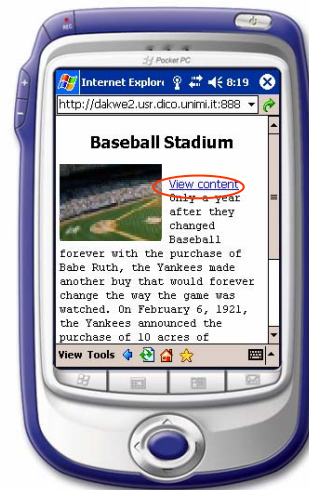 REC
Pocket PC
Internet Explore 8:19
http://dakwe2.usr.dico.unimi.it:888
Baseball Stadium
View content
Only a year
after they
changed
Baseball
forever with the purchase of
Babe Ruth, the Yankees made
another buy that would forever
change the way the game was
watched. On February 6, 1921,
the Yankees announced the
purchase of 10 acres of
View Tools